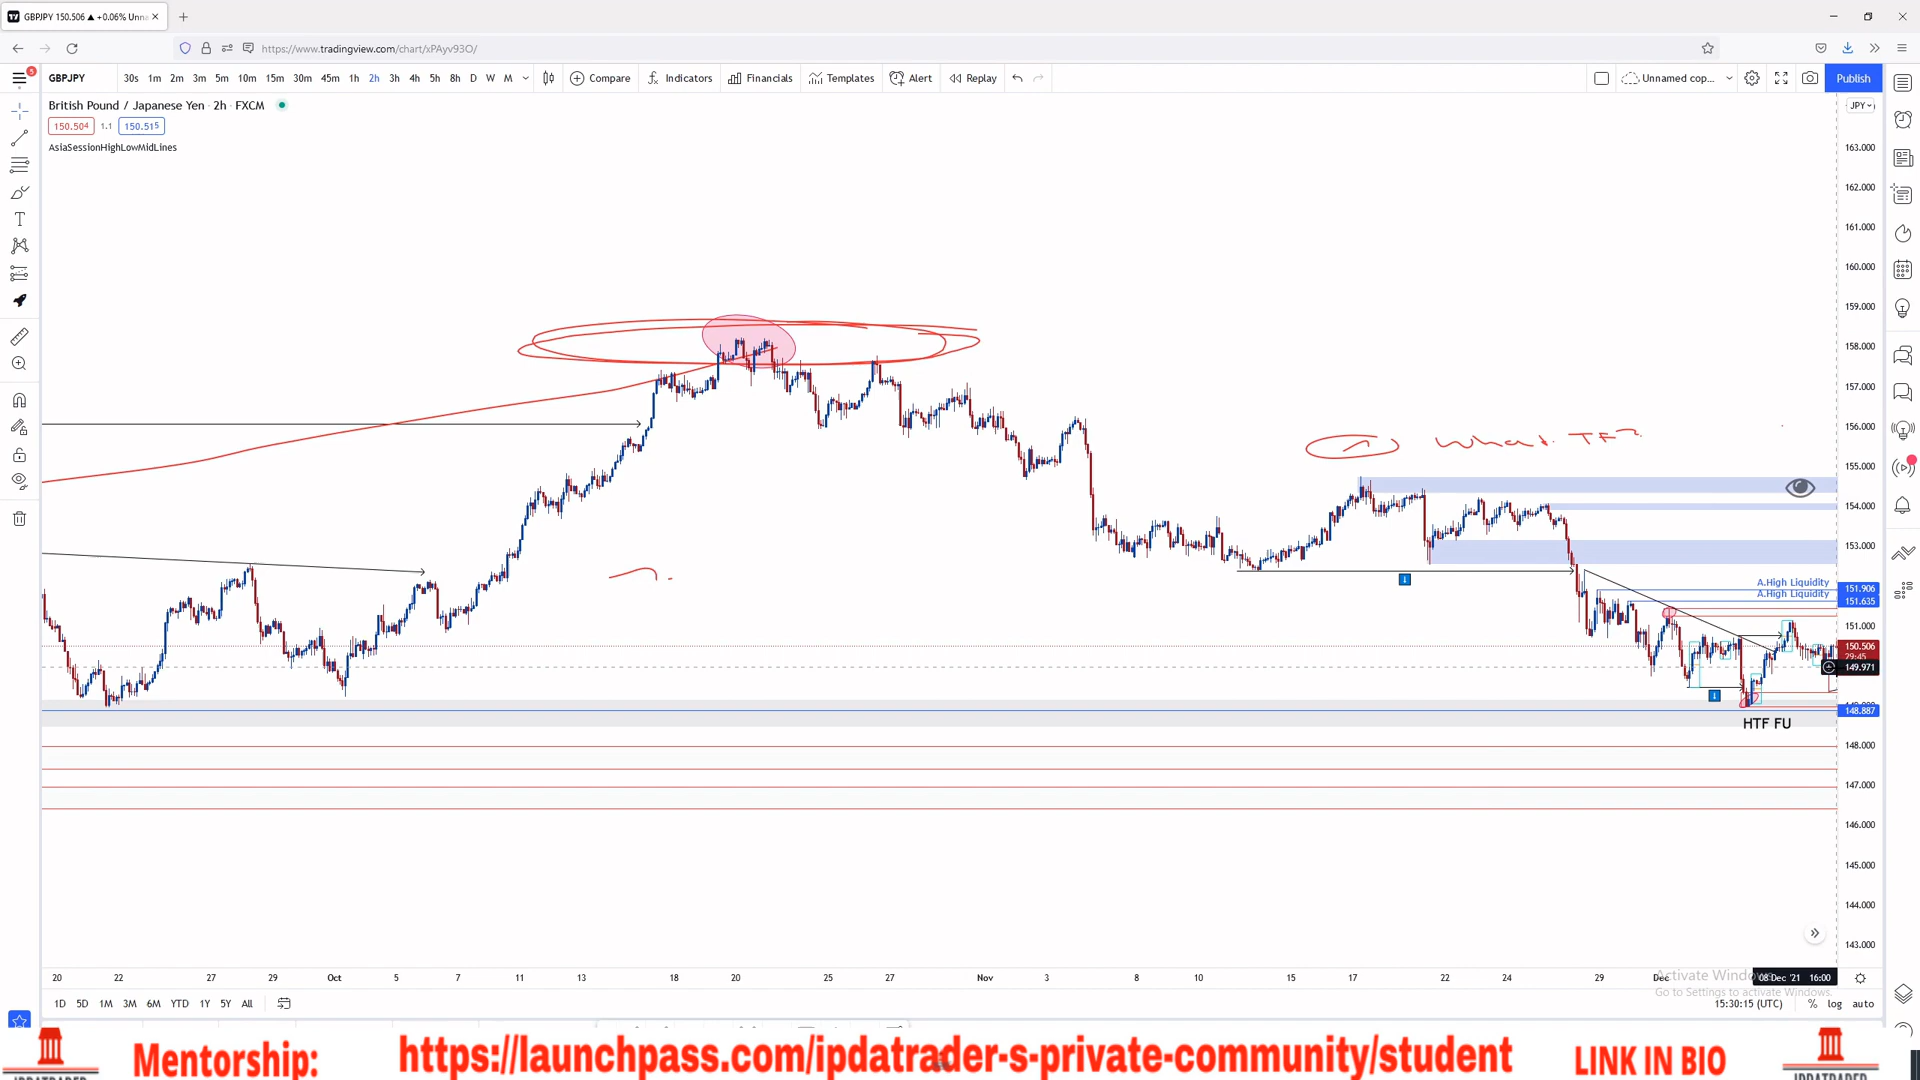 GBPJPY 150.506 ▲ +0.06% Unna
https://www.tradingview.com/chart/xPAyv93O/
GBPJPY 30s 1m 2m 3m 5m 10m 15m 30m 45m 1h 2h 3h 4h 5h 8h D W M Compare Indicators Financials Templates Alert Replay Unnamed cop... Publish
British Pound / Japanese Yen · 2h · FXCM
JPY
150.504 1.1 150.515
AsiaSessionHighLowMidLines
163.000
162.000
161.000
160.000
159.000
158.000
157.000
156.000
What TF?
155.000
154.000
153.000
A.High Liquidity 151.906
A.High Liquidity 151.635
151.000
150.506
29:45
149.971
148.887
HTF FU
148.000
147.000
146.000
145.000
144.000
143.000
20 22 27 29 Oct 5 7 11 13 18 20 25 27 Nov 3 8 10 15 17 22 24 29 Dec 08 Dec '21 16:00
Activate Windows
Go to Settings to activate Windows.
1D 5D 1M 3M 6M YTD 1Y 5Y All 15:30:15 (UTC) % log auto
Mentorship: https://launchpass.com/ipdatrader-s-private-community/student LINK IN BIO
IPDATRADER IPDATRADER